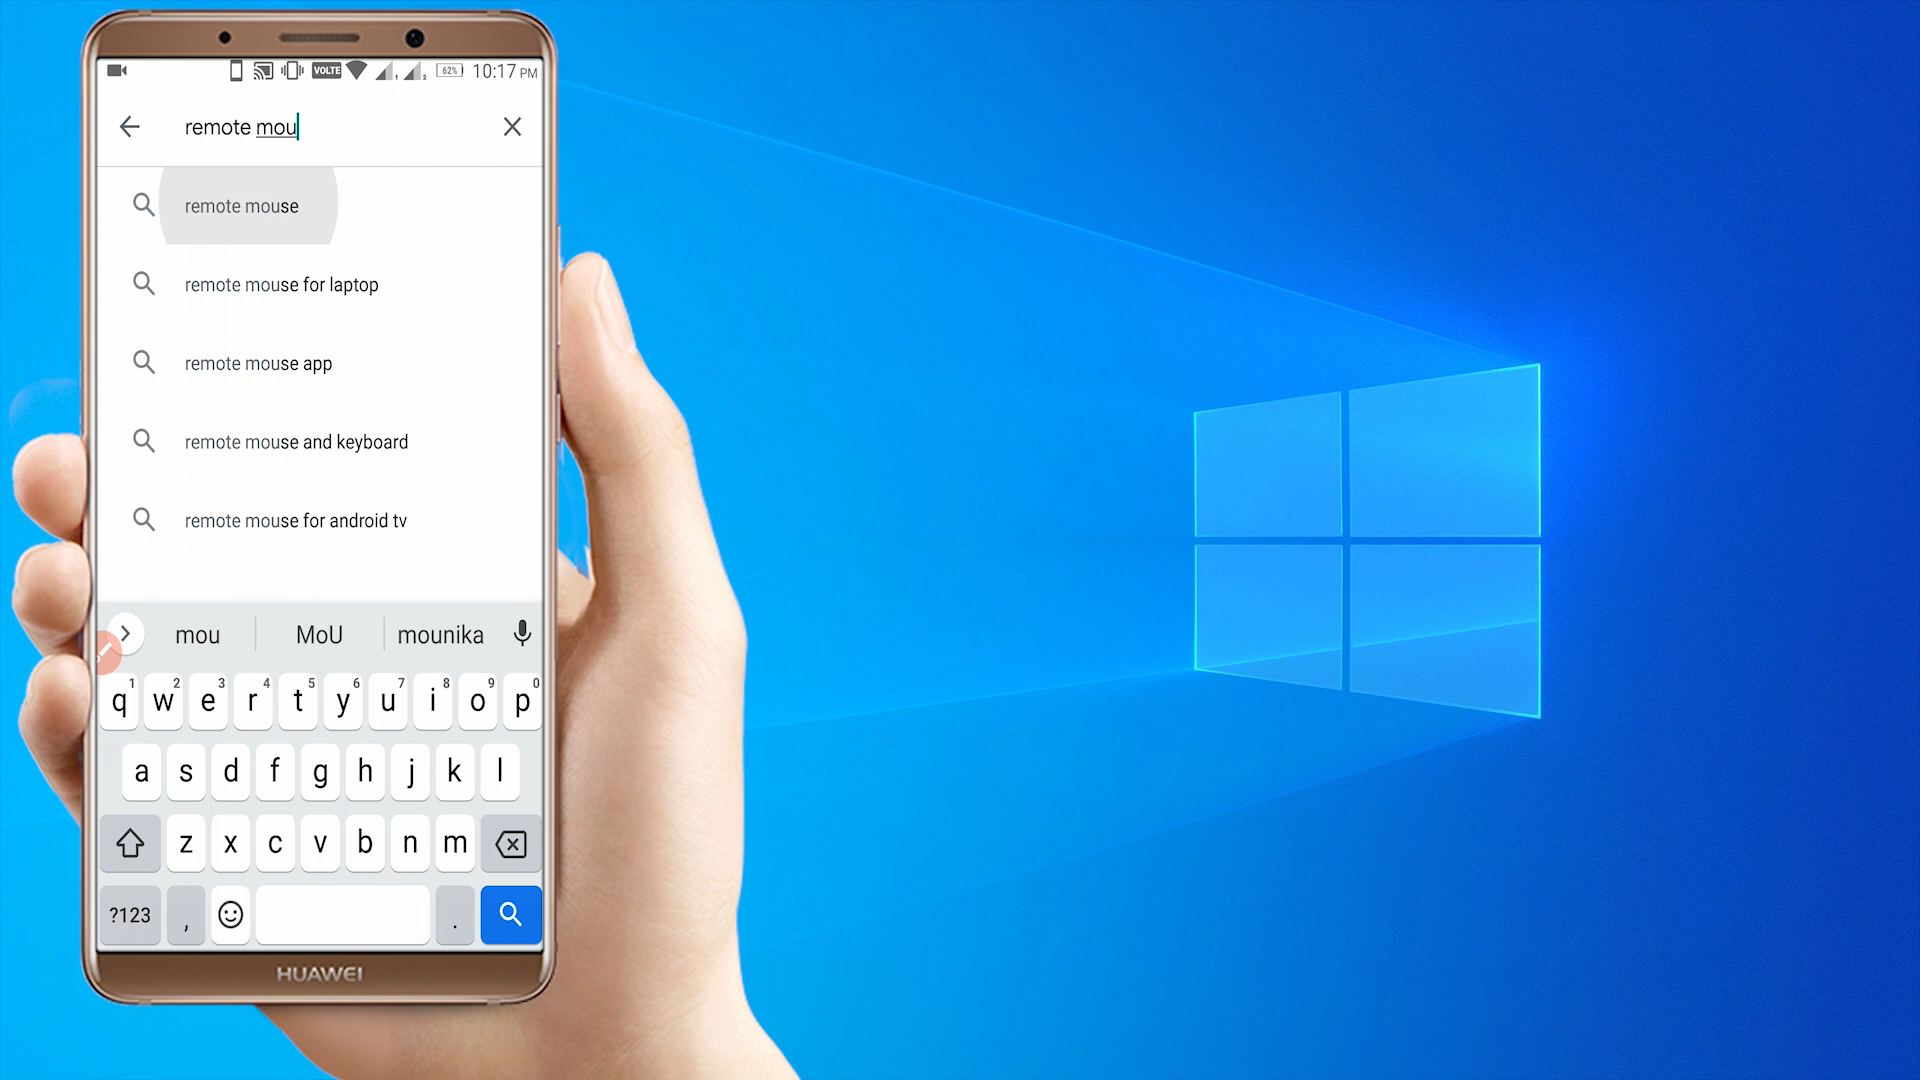 VOLTE 1 2 62% 10:17 PM
remote mou
remote mouse
remote mouse for laptop
remote mouse app
remote mouse and keyboard
remote mouse for android tv
mou MoU mounika
1 2 3 4 5 6 7 8 9 0
q w e r t y u i o p
a s d f g h j k l
z x c v b n m
?123 , .
HUAWEI